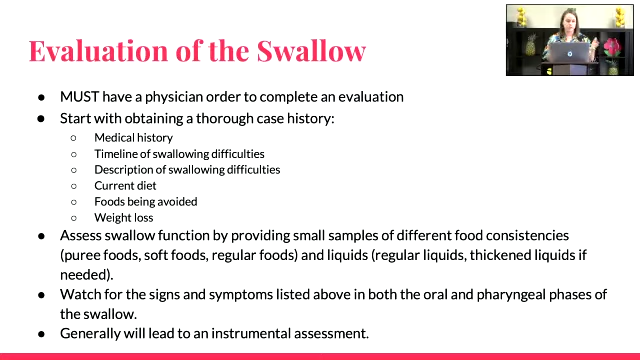 Evaluation of the Swallow
● MUST have a physician order to complete an evaluation
● Start with obtaining a thorough case history:
○ Medical history
○ Timeline of swallowing difficulties
○ Description of swallowing difficulties
○ Current diet
○ Foods being avoided
○ Weight loss
● Assess swallow function by providing small samples of different food consistencies
(puree foods, soft foods, regular foods) and liquids (regular liquids, thickened liquids if
needed).
● Watch for the signs and symptoms listed above in both the oral and pharyngeal phases of
the swallow.
● Generally will lead to an instrumental assessment.